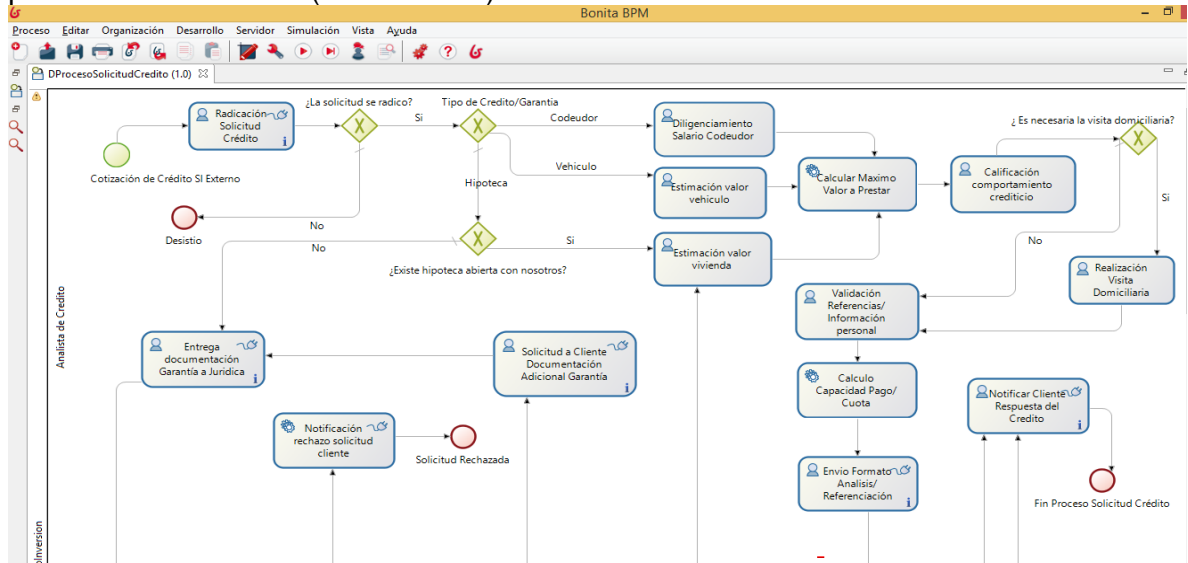 Bonita BPM
Proceso Editar Organización Desarrollo Servidor Simulación Vista Ayuda
DProcesoSolicitudCredito (1.0)
¿La solicitud se radico?
Tipo de Credito/Garantia
Radicación
Solicitud
Crédito
Si
Codeudor
Diligenciamiento
Salario Codeudor
¿ Es necesaria la visita domiciliaria?
Cotización de Crédito SI Externo
Vehiculo
Hipoteca
Estimación valor
vehiculo
Calcular Maximo
Valor a Prestar
Calificación
comportamiento
crediticio
Si
No
Desistio
No
Si
¿Existe hipoteca abierta con nosotros?
Estimación valor
vivienda
No
Realización
Visita
Domiciliaria
Validación
Referencias/
Información
personal
Analista de Credito
Entrega
documentación
Garantía a Juridica
Solicitud a Cliente
Documentación
Adicional Garantía
Calculo
Capacidad Pago/
Cuota
Notificar Cliente
Respuesta del
Credito
Notificación
rechazo solicitud
cliente
Solicitud Rechazada
Envio Formato
Analisis/
Referenciación
Fin Proceso Solicitud Crédito